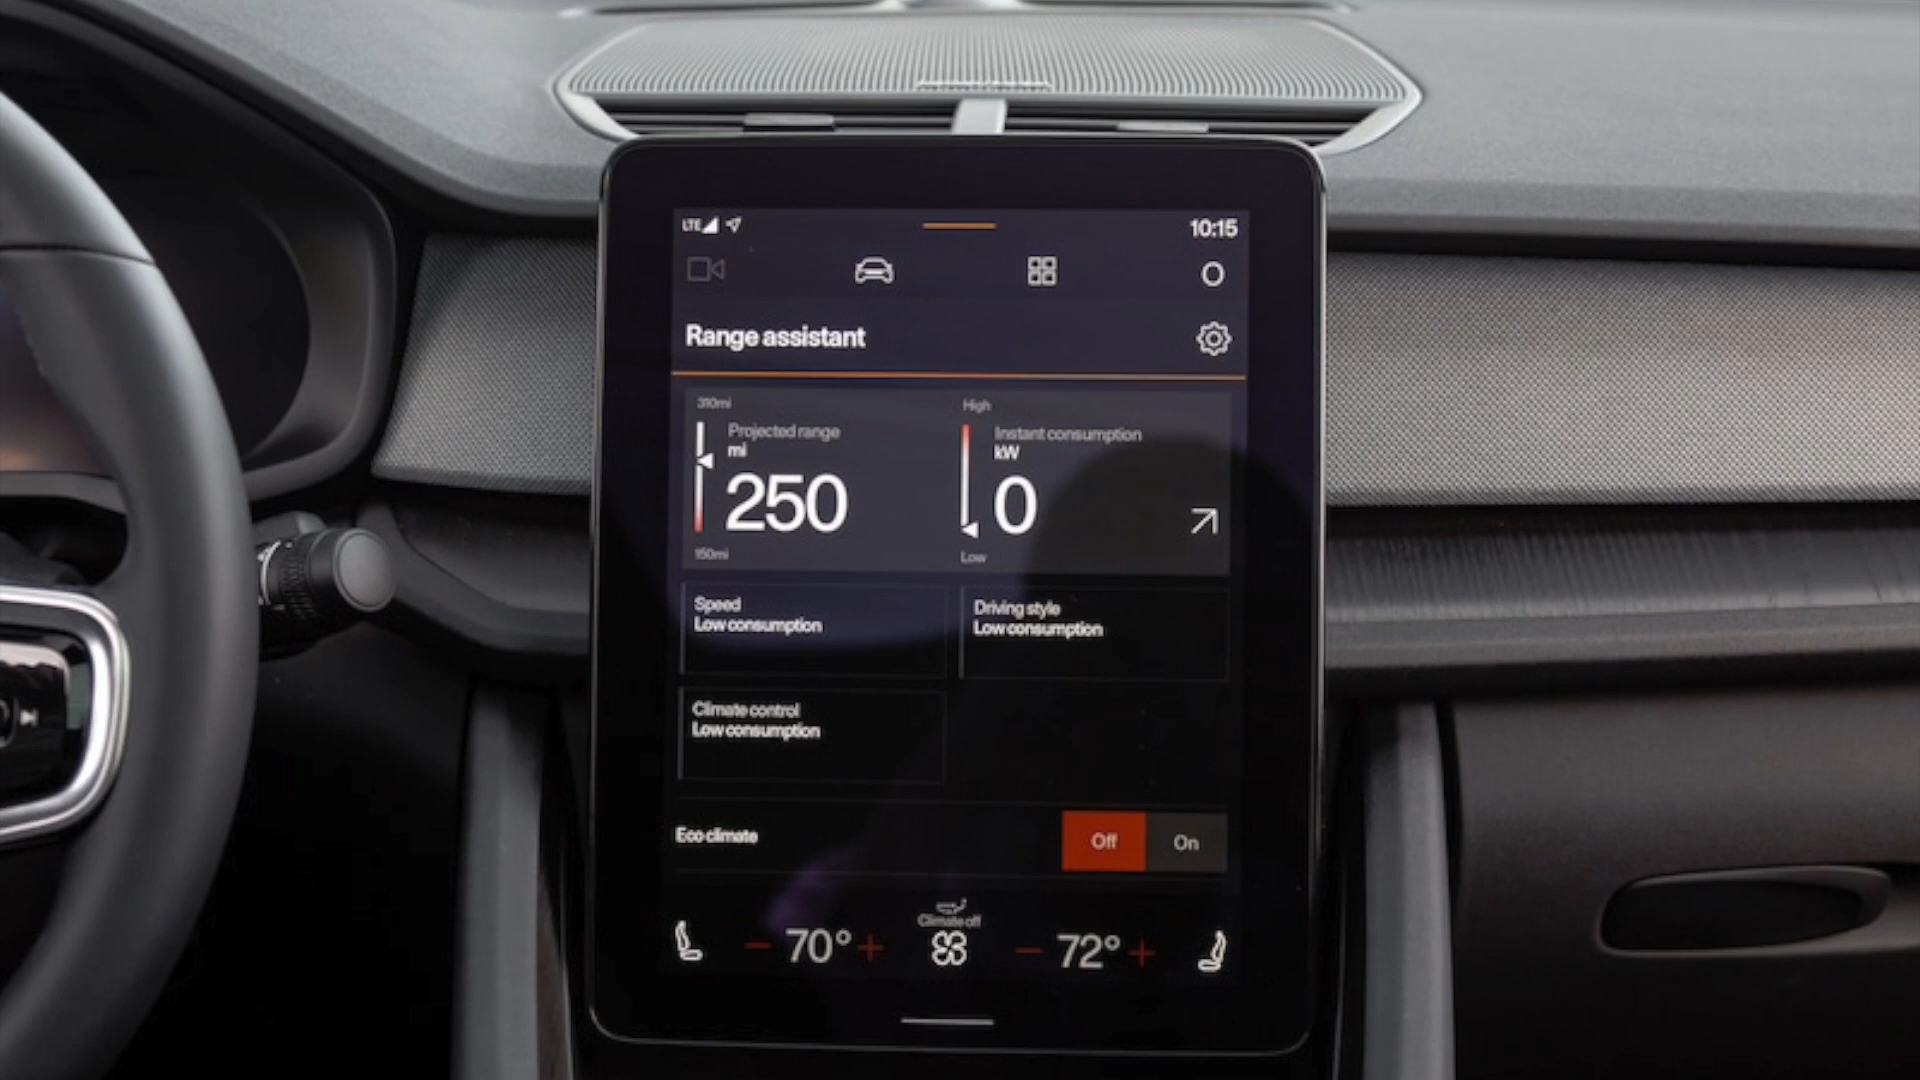 LTE
10:15
Range assistant
310mi
High
Projected range
mi
250
Instant consumption
kW
0
150mi
Low
Speed
Low consumption
Driving style
Low consumption
Climate control
Low consumption
Eco climate
Off
On
Climate off
70°
72°